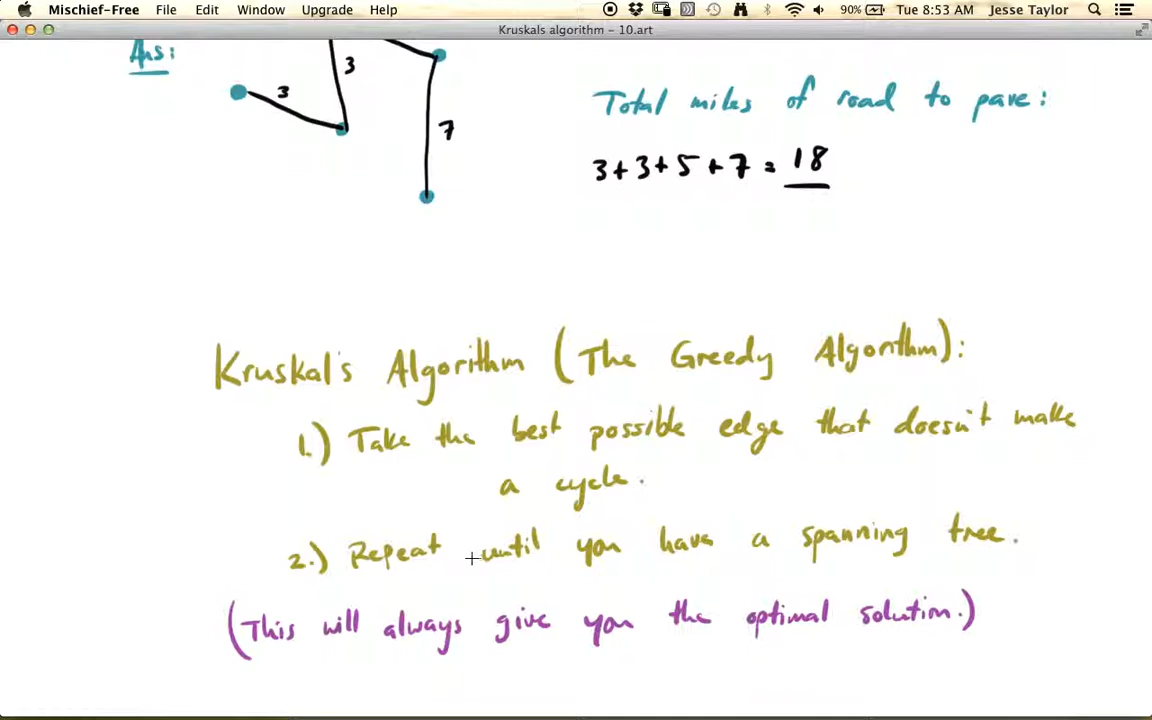 Mischief-Free File Edit Window Upgrade Help 90% Tue 8:53 AM Jesse Taylor
Kruskals algorithm – 10.art
Ans:
3
3
7
Total miles of road to pave:
3+3+5+7=18
Kruskal's Algorithm (The Greedy Algorithm):
1.) Take the best possible edge that doesn't make
a cycle.
2.) Repeat until you have a spanning tree.
(This will always give you the optimal solution.)